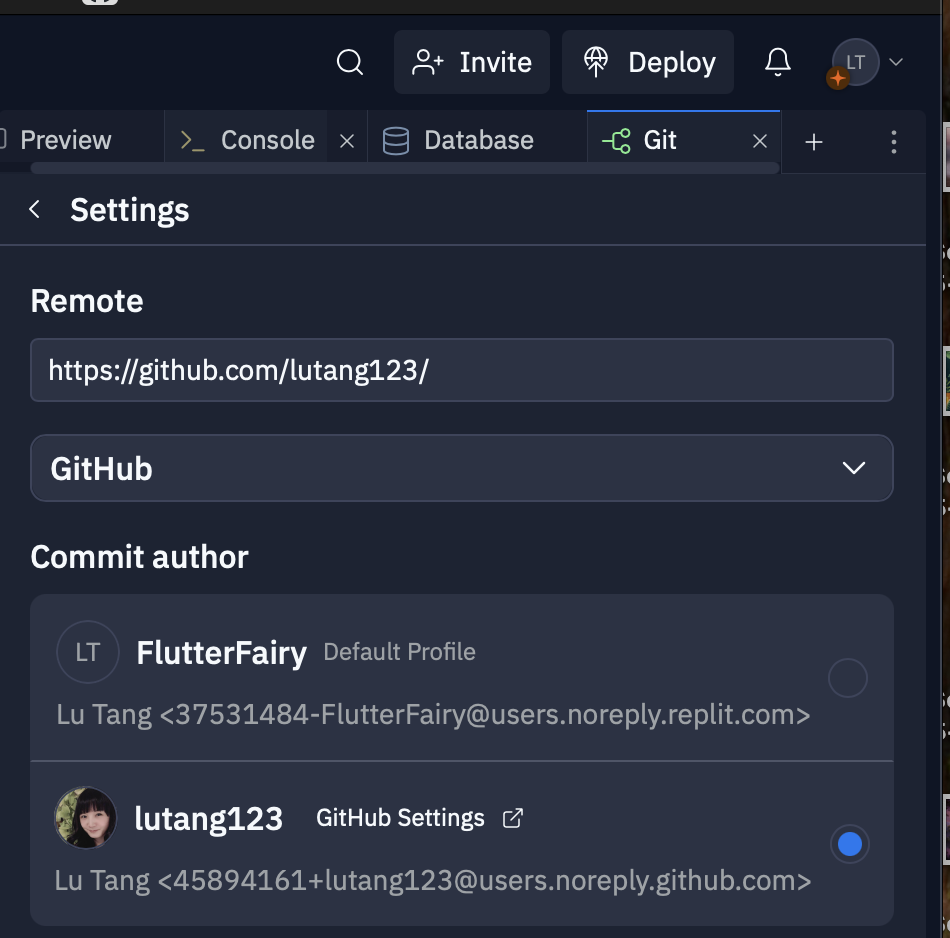 Invite
Deploy
LT
Preview
Console
Database
Git
Settings
Remote
https://github.com/lutang123/
GitHub
Commit author
LT
FlutterFairy Default Profile
Lu Tang <37531484-FlutterFairy@users.noreply.replit.com>
lutang123 GitHub Settings
Lu Tang <45894161+lutang123@users.noreply.github.com>